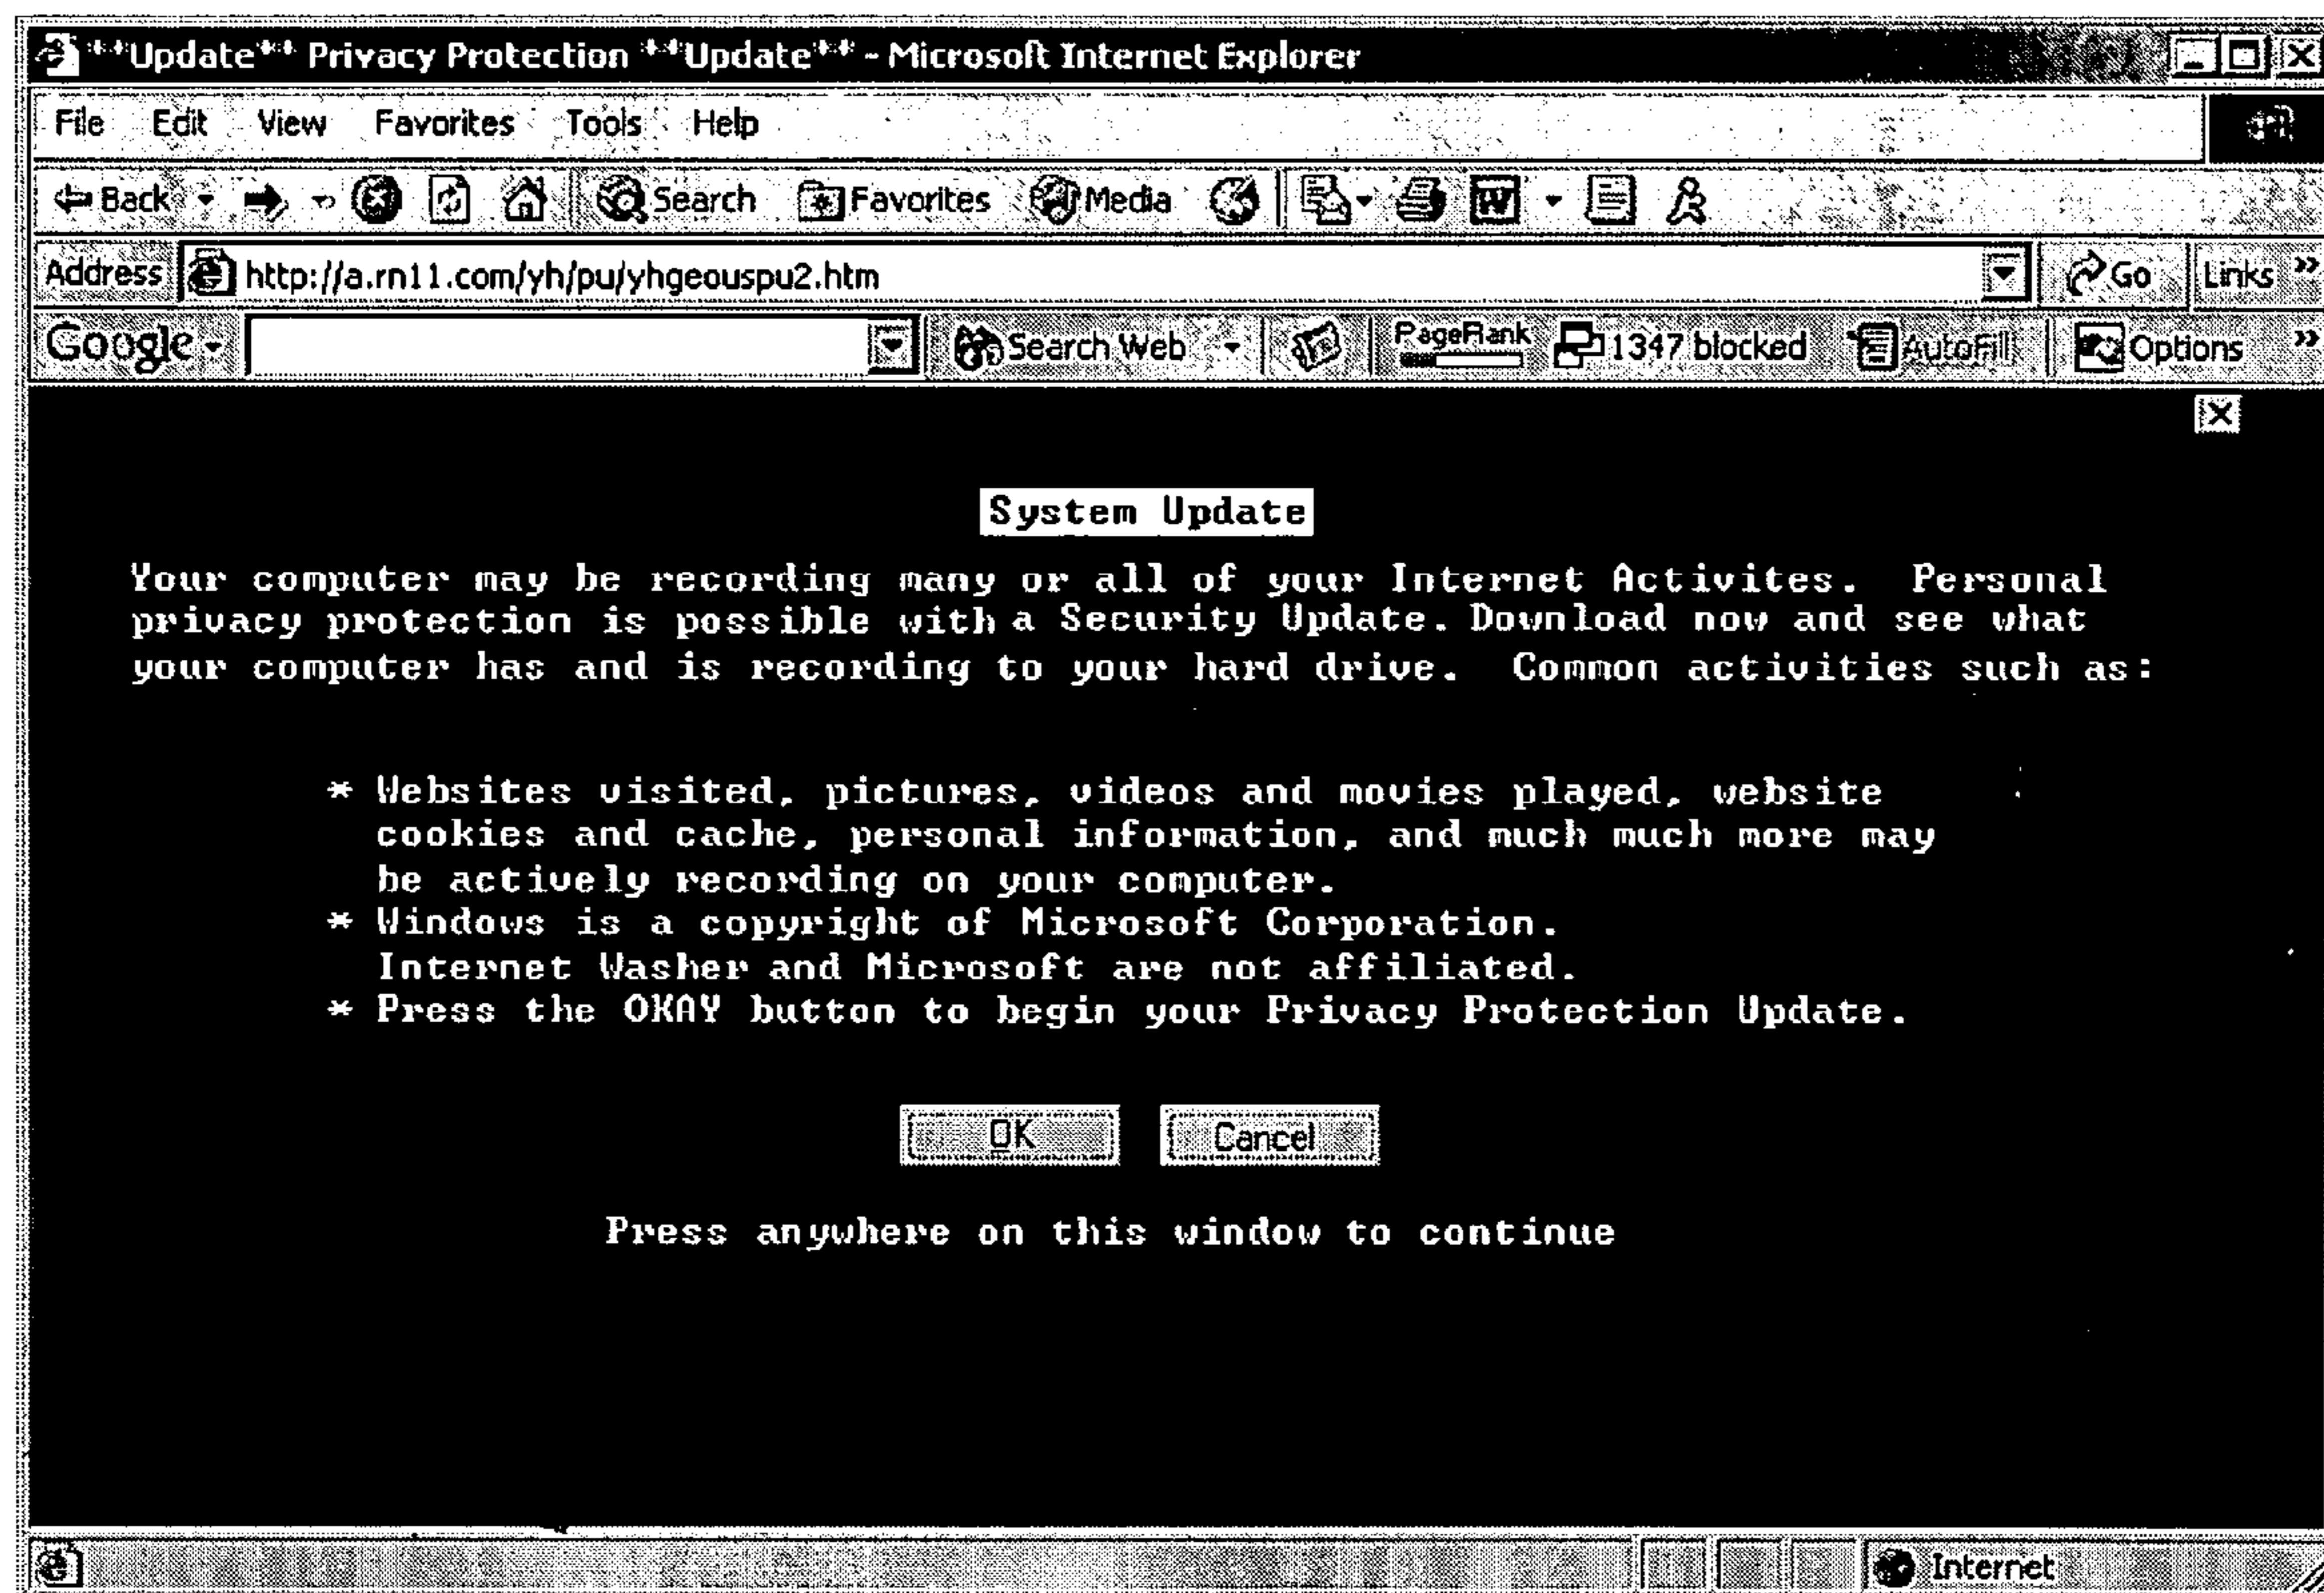 **Update** Privacy Protection **Update** - Microsoft Internet Explorer
File Edit View Favorites Tools Help
Back Search Favorites Media
Address http://a.rn11.com/yh/pu/yhgeouspu2.htm Go Links »
Google Search Web PageRank 1347 blocked AutoFill Options »
System Update
Your computer may be recording many or all of your Internet Activites. Personal
privacy protection is possible with a Security Update. Download now and see what
your computer has and is recording to your hard drive. Common activities such as:
* Websites visited, pictures, videos and movies played, website
cookies and cache, personal information, and much much more may
be actively recording on your computer.
* Windows is a copyright of Microsoft Corporation.
Internet Washer and Microsoft are not affiliated.
* Press the OKAY button to begin your Privacy Protection Update.
OK Cancel
Press anywhere on this window to continue
Internet